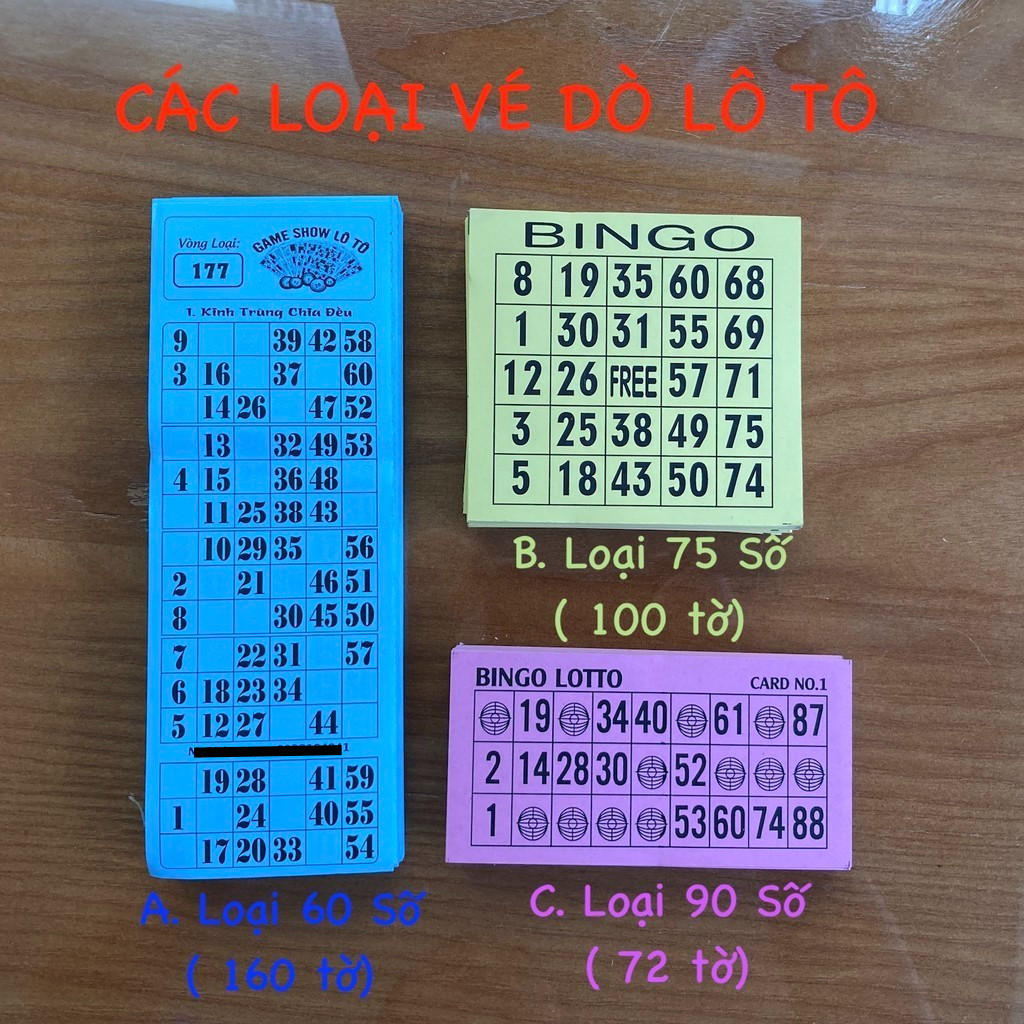 CÁC LOẠI VÉ DÒ LÔ TÔ
Vòng Loại:
177
GAME SHOW LÔ TÔ
1. Kính Trùng Chia Đều
9 39 42 58
3 16 37 60
14 26 47 52
13 32 49 53
4 15 36 48
11 25 38 43
10 29 35 56
2 21 46 51
8 30 45 50
7 22 31 57
6 18 23 34
5 12 27 44
19 28 41 59
1 24 40 55
17 20 33 54
A. Loại 60 Số
( 160 tờ)
BINGO
8 19 35 60 68
1 30 31 55 69
12 26 FREE 57 71
3 25 38 49 75
5 18 43 50 74
B. Loại 75 Số
( 100 tờ)
BINGO LOTTO CARD NO.1
19 34 40 61 87
2 14 28 30 52
1 53 60 74 88
C. Loại 90 Số
( 72 tờ)